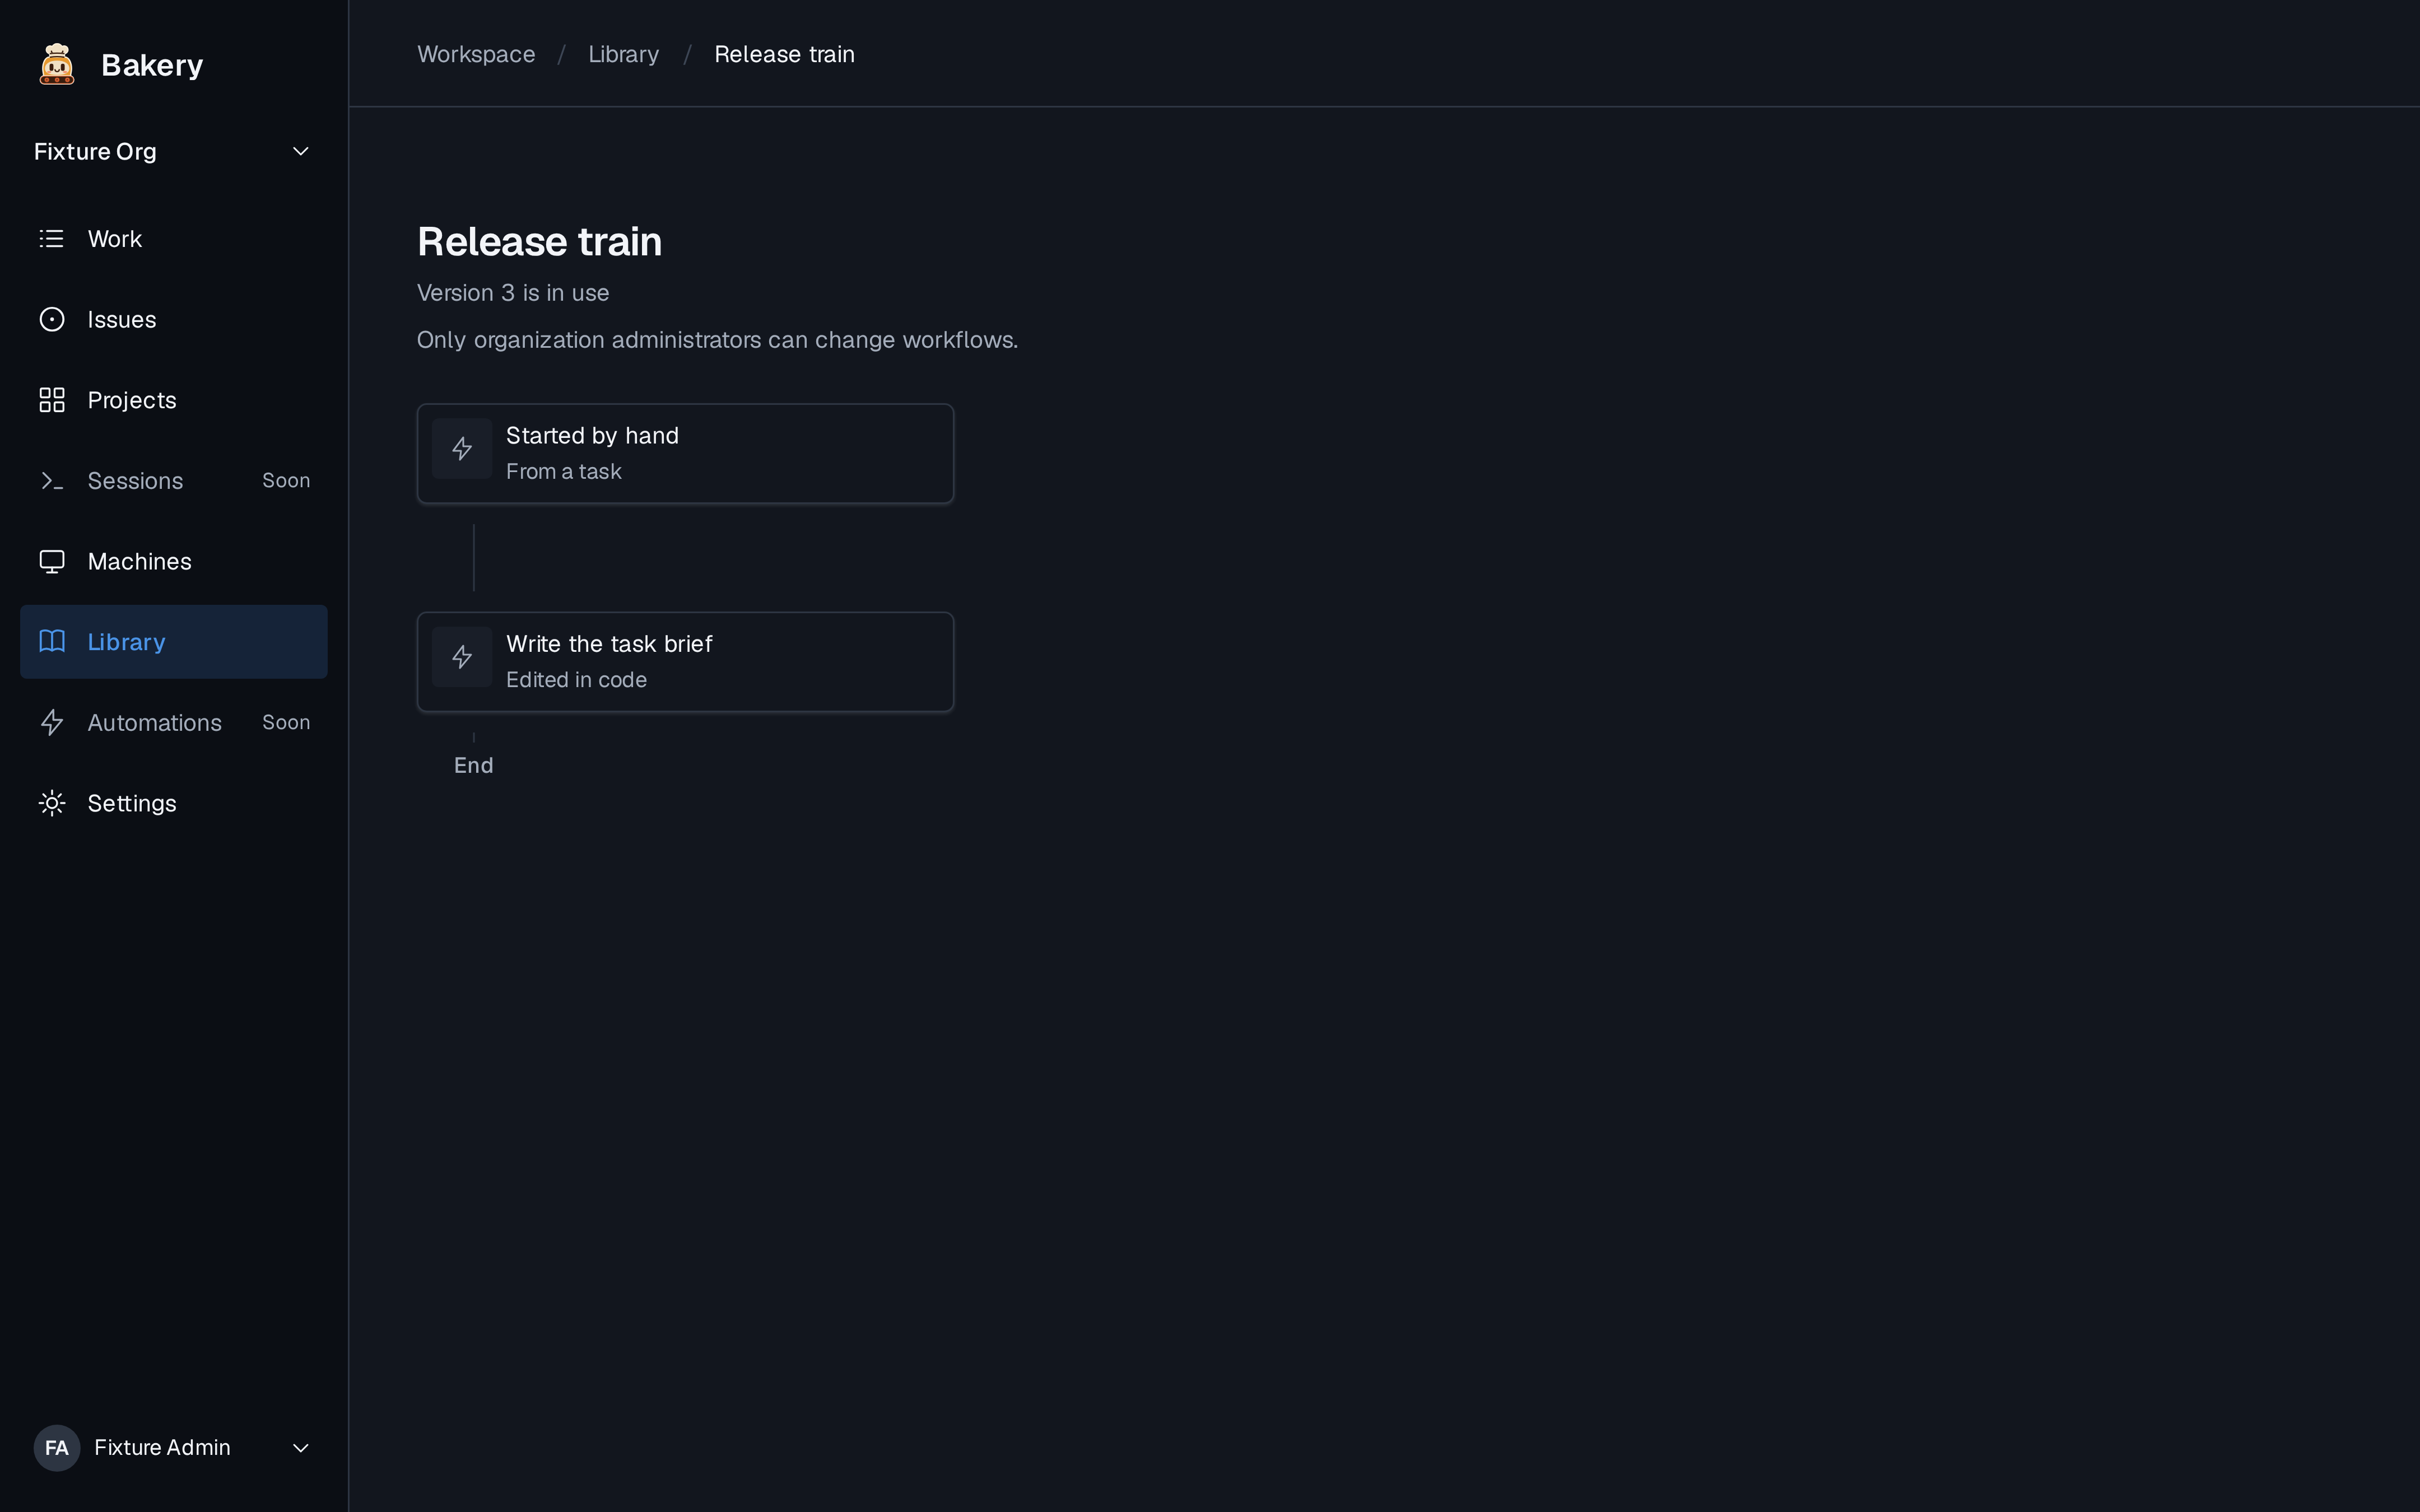 Bakery
Fixture Org
Work
Issues
Projects
Sessions Soon
Machines
Library
Automations Soon
Settings
FA Fixture Admin
Workspace / Library / Release train
Release train
Version 3 is in use
Only organization administrators can change workflows.
Started by hand
From a task
Write the task brief
Edited in code
End